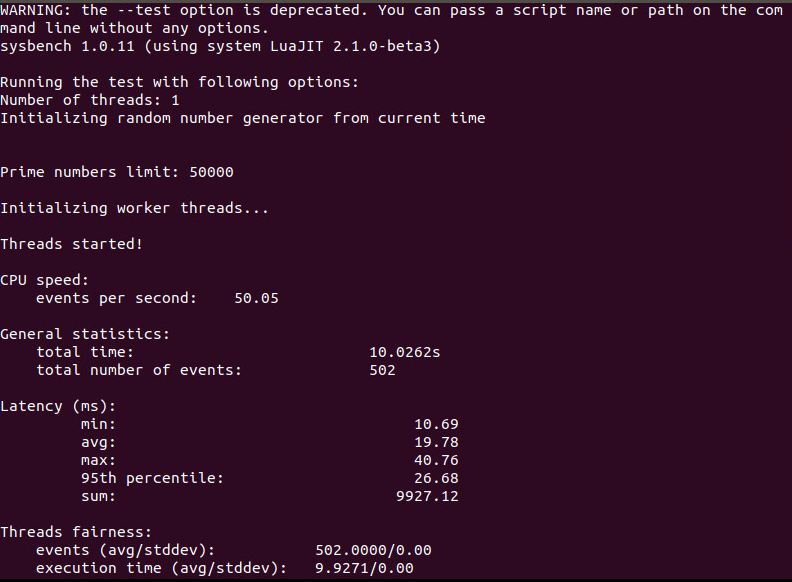 WARNING: the --test option is deprecated. You can pass a script name or path on the com
mand line without any options.
sysbench 1.0.11 (using system LuaJIT 2.1.0-beta3)
Running the test with following options:
Number of threads: 1
Initializing random number generator from current time
Prime numbers limit: 50000
Initializing worker threads...
Threads started!
CPU speed:
events per second: 50.05
General statistics:
total time: 10.0262s
total number of events: 502
Latency (ms):
min: 10.69
avg: 19.78
max: 40.76
95th percentile: 26.68
sum: 9927.12
Threads fairness:
events (avg/stddev): 502.0000/0.00
execution time (avg/stddev): 9.9271/0.00